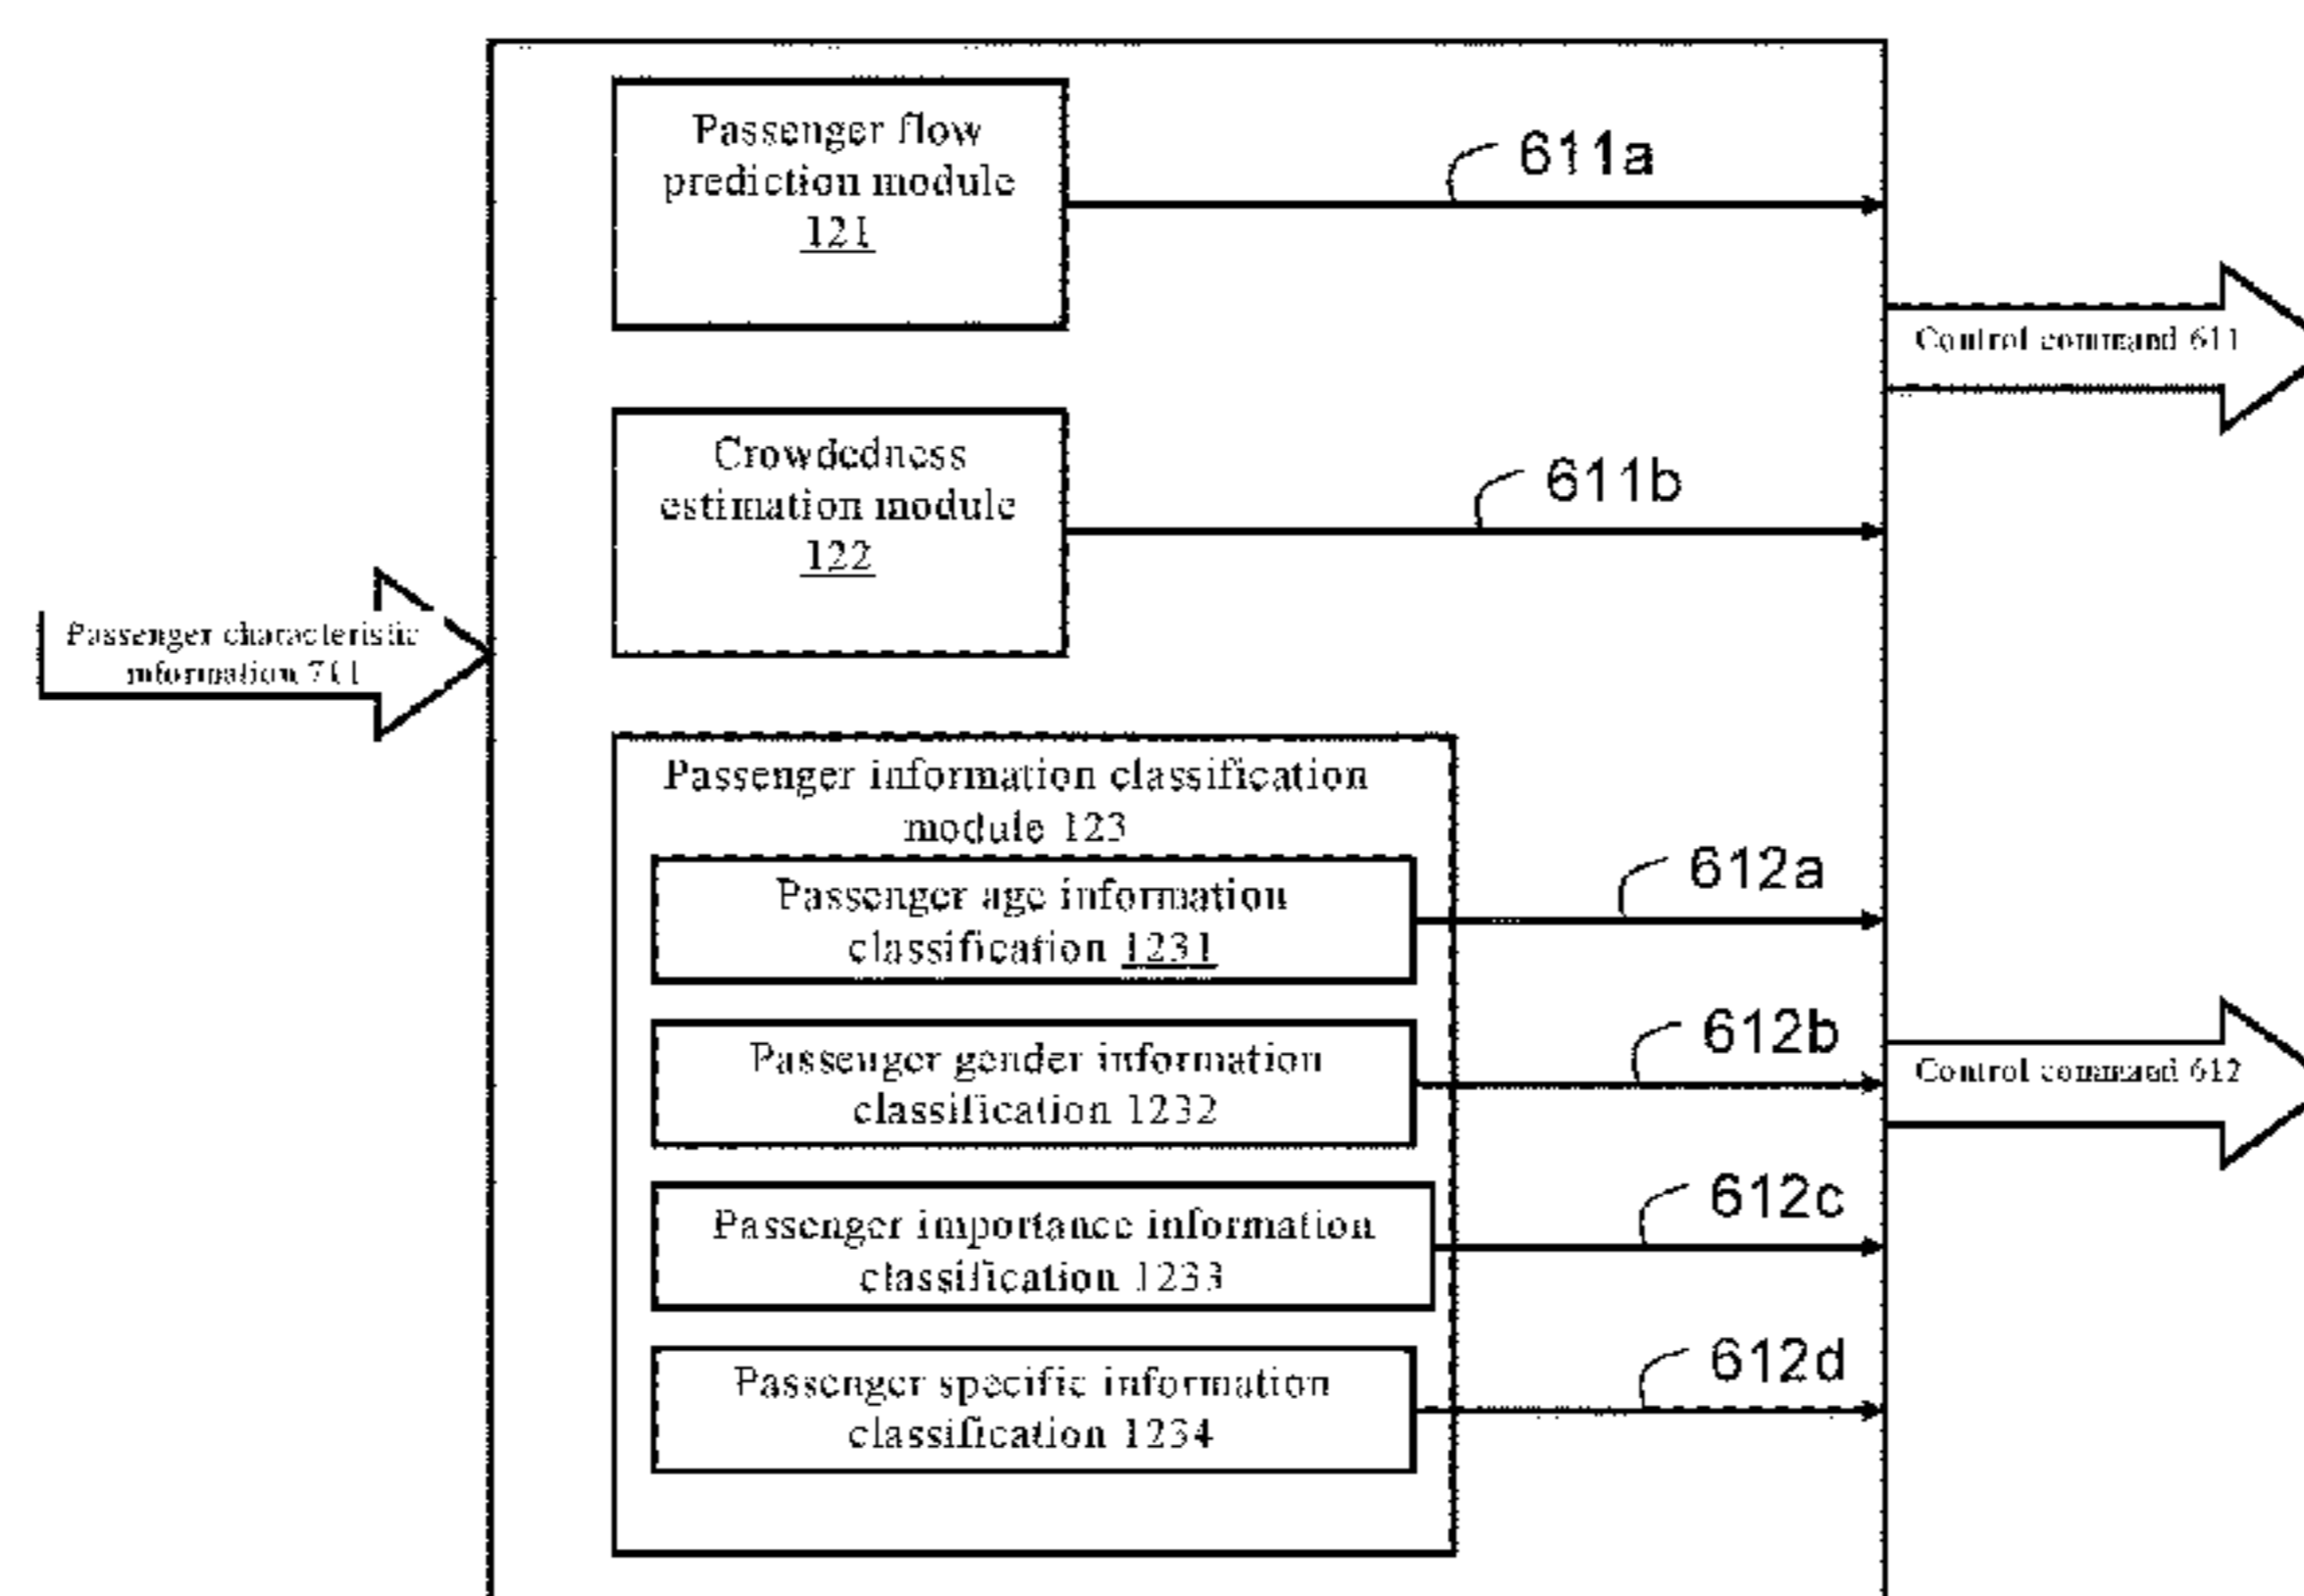 Passenger flow
prediction module
121
611a
Control command 611
Crowdedness
estimation module
122
611b
Passenger characteristic
information 711
Passenger information classification
module 123
Passenger age information
classification 1231
612a
Passenger gender information
classification 1232
612b
Control command 612
Passenger importance information
classification 1233
612c
Passenger specific information
classification 1234
612d